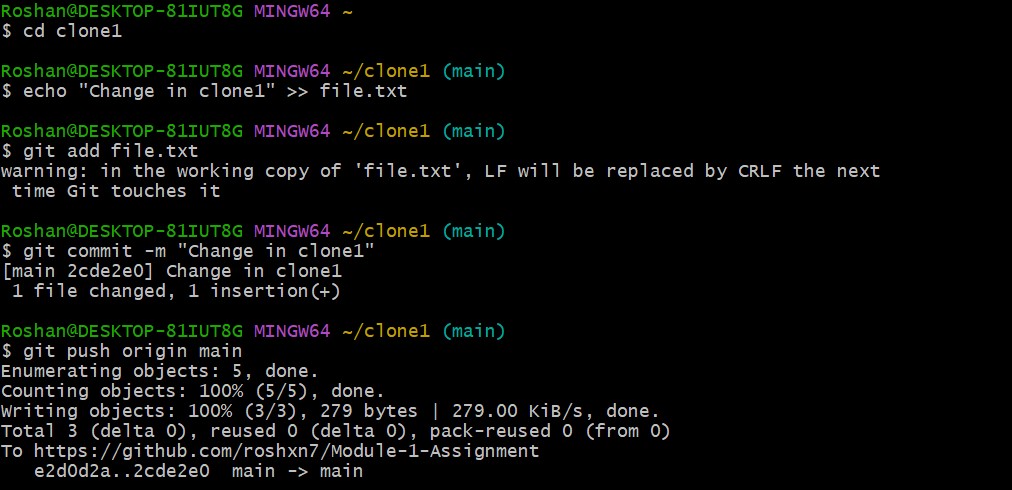 Roshan@DESKTOP-81IUT8G MINGW64 ~
$ cd clone1
Roshan@DESKTOP-81IUT8G MINGW64 ~/clone1 (main)
$ echo "Change in clone1" >> file.txt
Roshan@DESKTOP-81IUT8G MINGW64 ~/clone1 (main)
$ git add file.txt
warning: in the working copy of 'file.txt', LF will be replaced by CRLF the next
 time Git touches it
Roshan@DESKTOP-81IUT8G MINGW64 ~/clone1 (main)
$ git commit -m "Change in clone1"
[main 2cde2e0] Change in clone1
 1 file changed, 1 insertion(+)
Roshan@DESKTOP-81IUT8G MINGW64 ~/clone1 (main)
$ git push origin main
Enumerating objects: 5, done.
Counting objects: 100% (5/5), done.
Writing objects: 100% (3/3), 279 bytes | 279.00 KiB/s, done.
Total 3 (delta 0), reused 0 (delta 0), pack-reused 0 (from 0)
To https://github.com/roshxn7/Module-1-Assignment
   e2d0d2a..2cde2e0  main -> main